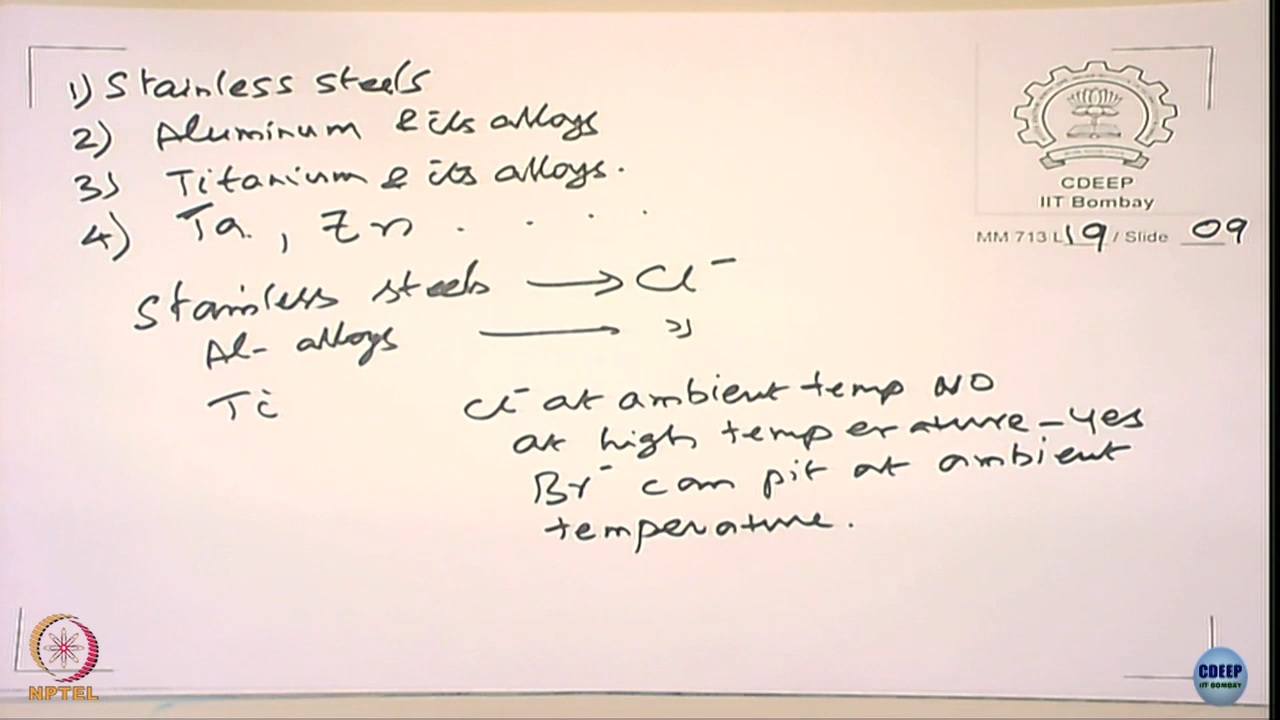 1) Stainless steels
2) Aluminum & its alloys
3) Titanium & its alloys.
4) Ta, Zn . . . .
CDEEP
IIT Bombay
MM 713 L19 / Slide 09
Stainless steels → Cl⁻
Al- alloys → "
Ti Cl⁻ at ambient temp NO
at high temperature - Yes
Br⁻ can pit at ambient
temperature.
NPTEL
CDEEP
IIT BOMBAY